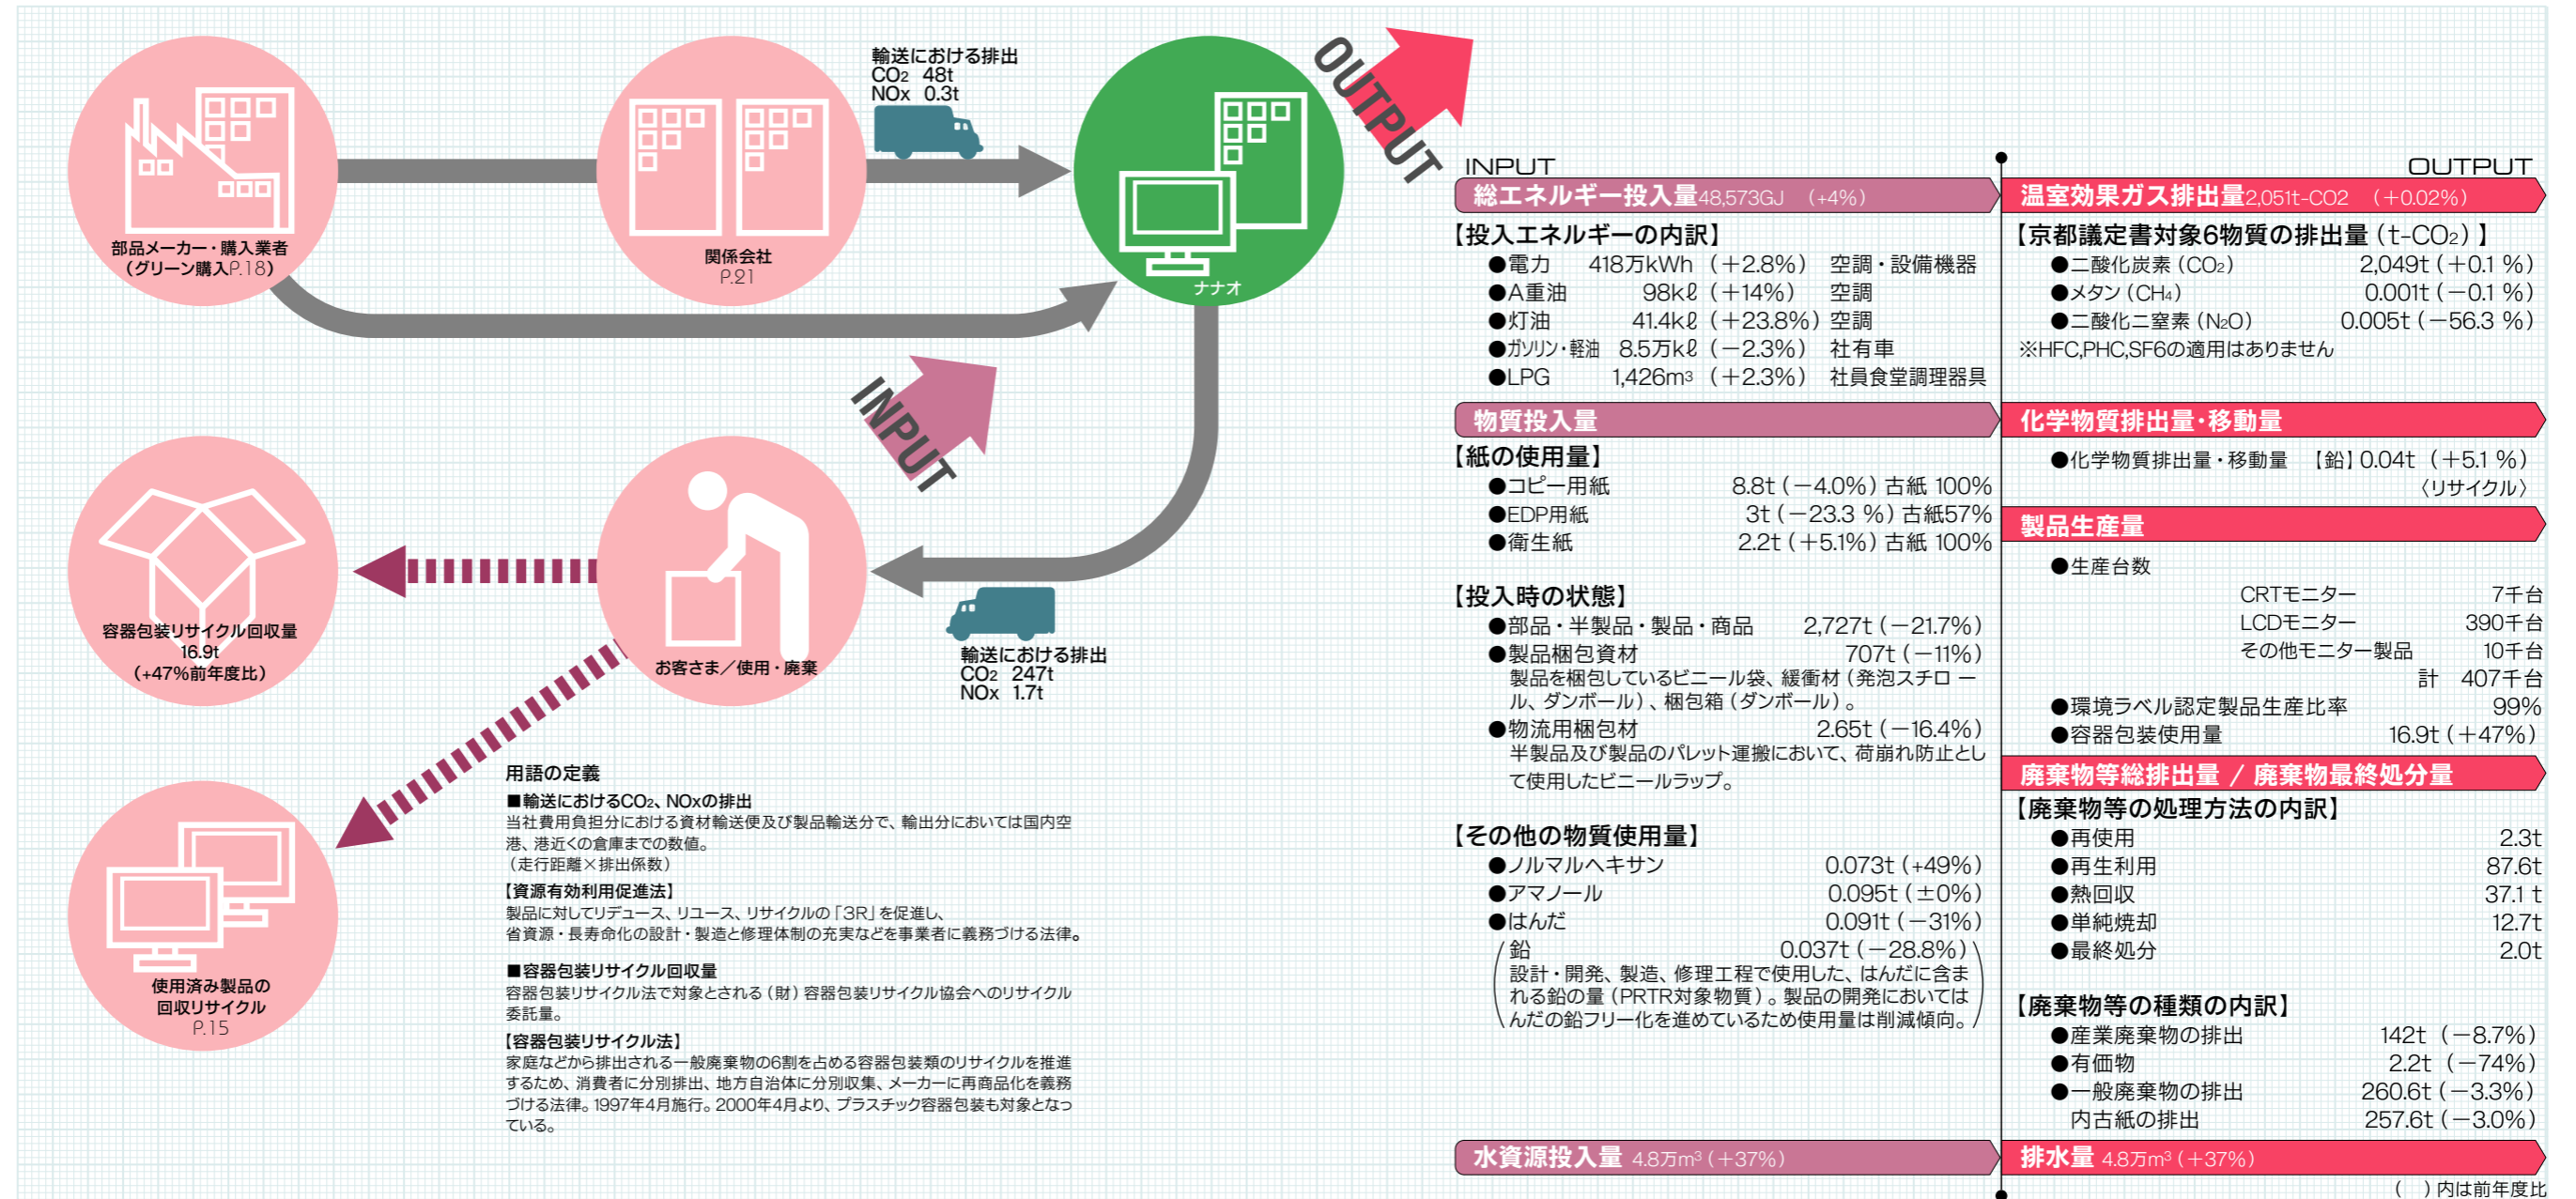 輸送における排出
CO2 48t
NOx 0.3t
部品メーカー・購入業者
(グリーン購入P.18)
関係会社
P.21
ナナオ
OUTPUT
INPUT
容器包装リサイクル回収量
16.9t
(+47%前年度比)
お客さま/使用・廃棄
輸送における排出
CO2 247t
NOx 1.7t
使用済み製品の
回収リサイクル
P.15
用語の定義
■輸送におけるCO2、NOxの排出
当社費用負担分における資材輸送便及び製品輸送分で、輸出分においては国内空
港、港近くの倉庫までの数値。
(走行距離×排出係数)
【資源有効利用促進法】
製品に対してリデュース、リユース、リサイクルの「3R」を促進し、
省資源・長寿命化の設計・製造と修理体制の充実などを事業者に義務づける法律。
■容器包装リサイクル回収量
容器包装リサイクル法で対象とされる(財)容器包装リサイクル協会へのリサイクル
委託量。
【容器包装リサイクル法】
家庭などから排出される一般廃棄物の6割を占める容器包装類のリサイクルを推進
するため、消費者に分別排出、地方自治体に分別収集、メーカーに再商品化を義務
づける法律。1997年4月施行。2000年4月より、プラスチック容器包装も対象となっ
ている。
INPUT
総エネルギー投入量48,573GJ (+4%)
【投入エネルギーの内訳】
●電力 418万kWh (+2.8%) 空調・設備機器
●A重油 98kℓ (+14%) 空調
●灯油 41.4kℓ (+23.8%) 空調
●ガソリン・軽油 8.5万kℓ (−2.3%) 社有車
●LPG 1,426m3 (+2.3%) 社員食堂調理器具
物質投入量
【紙の使用量】
●コピー用紙 8.8t (−4.0%) 古紙 100%
●EDP用紙 3t (−23.3 %) 古紙57%
●衛生紙 2.2t (+5.1%) 古紙 100%
【投入時の状態】
●部品・半製品・製品・商品 2,727t (−21.7%)
●製品梱包資材 707t (−11%)
製品を梱包しているビニール袋、緩衝材(発泡スチロー
ル、ダンボール)、梱包箱(ダンボール)。
●物流用梱包材 2.65t (−16.4%)
半製品及び製品のパレット運搬において、荷崩れ防止とし
て使用したビニールラップ。
【その他の物質使用量】
●ノルマルヘキサン 0.073t (+49%)
●アマノール 0.095t (±0%)
●はんだ 0.091t (−31%)
(鉛 0.037t (−28.8%)
設計・開発、製造、修理工程で使用した、はんだに含ま
れる鉛の量(PRTR対象物質)。製品の開発においては
んだの鉛フリー化を進めているため使用量は削減傾向。)
水資源投入量 4.8万m3 (+37%)
OUTPUT
温室効果ガス排出量2,051t-CO2 (+0.02%)
【京都議定書対象6物質の排出量(t-CO2)】
●二酸化炭素(CO2) 2,049t (+0.1 %)
●メタン(CH4) 0.001t (−0.1 %)
●二酸化ニ窒素(N2O) 0.005t (−56.3 %)
※HFC,PHC,SF6の適用はありません
化学物質排出量・移動量
●化学物質排出量・移動量 【鉛】0.04t (+5.1 %)
〈リサイクル〉
製品生産量
●生産台数
CRTモニター 7千台
LCDモニター 390千台
その他モニター製品 10千台
計 407千台
●環境ラベル認定製品生産比率 99%
●容器包装使用量 16.9t (+47%)
廃棄物等総排出量 / 廃棄物最終処分量
【廃棄物等の処理方法の内訳】
●再使用 2.3t
●再生利用 87.6t
●熱回収 37.1 t
●単純焼却 12.7t
●最終処分 2.0t
【廃棄物等の種類の内訳】
●産業廃棄物の排出 142t (−8.7%)
●有価物 2.2t (−74%)
●一般廃棄物の排出 260.6t (−3.3%)
内古紙の排出 257.6t (−3.0%)
排水量 4.8万m3 (+37%)
( )内は前年度比